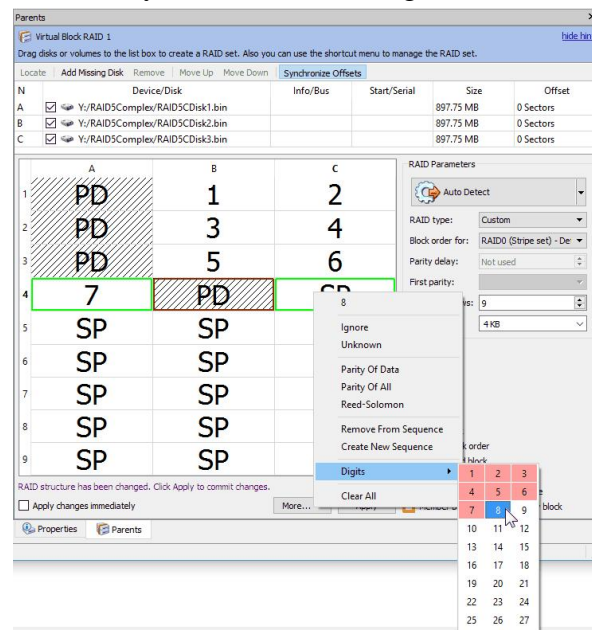 Parents
Virtual Block RAID 1 hide hin
Drag disks or volumes to the list box to create a RAID set. Also you can use the shortcut menu to manage the RAID set.
Locate Add Missing Disk Remove Move Up Move Down Synchronize Offsets
N Device/Disk Info/Bus Start/Serial Size Offset
A Y:/RAID5Complex/RAID5CDisk1.bin 897.75 MB 0 Sectors
B Y:/RAID5Complex/RAID5CDisk2.bin 897.75 MB 0 Sectors
C Y:/RAID5Complex/RAID5CDisk3.bin 897.75 MB 0 Sectors
A B C
1 PD 1 2
2 PD 3 4
3 PD 5 6
4 7 PD SP
5 SP SP
6 SP SP
7 SP SP
8 SP SP
9 SP SP
RAID Parameters
Auto Detect
RAID type: Custom
Block order for: RAID0 (Stripe set) - De
Parity delay: Not used
First parity:
vs: 9
4 KB
8
Ignore
Unknown
Parity Of Data
Parity Of All
Reed-Solomon
Remove From Sequence
Create New Sequence
Digits
Clear All
k order
block
1 2 3
4 5 6
7 8 9
10 11 12
13 14 15
16 17 18
19 20 21
22 23 24
25 26 27
RAID structure has been changed. Click Apply to commit changes.
Apply changes immediately More...
Properties Parents